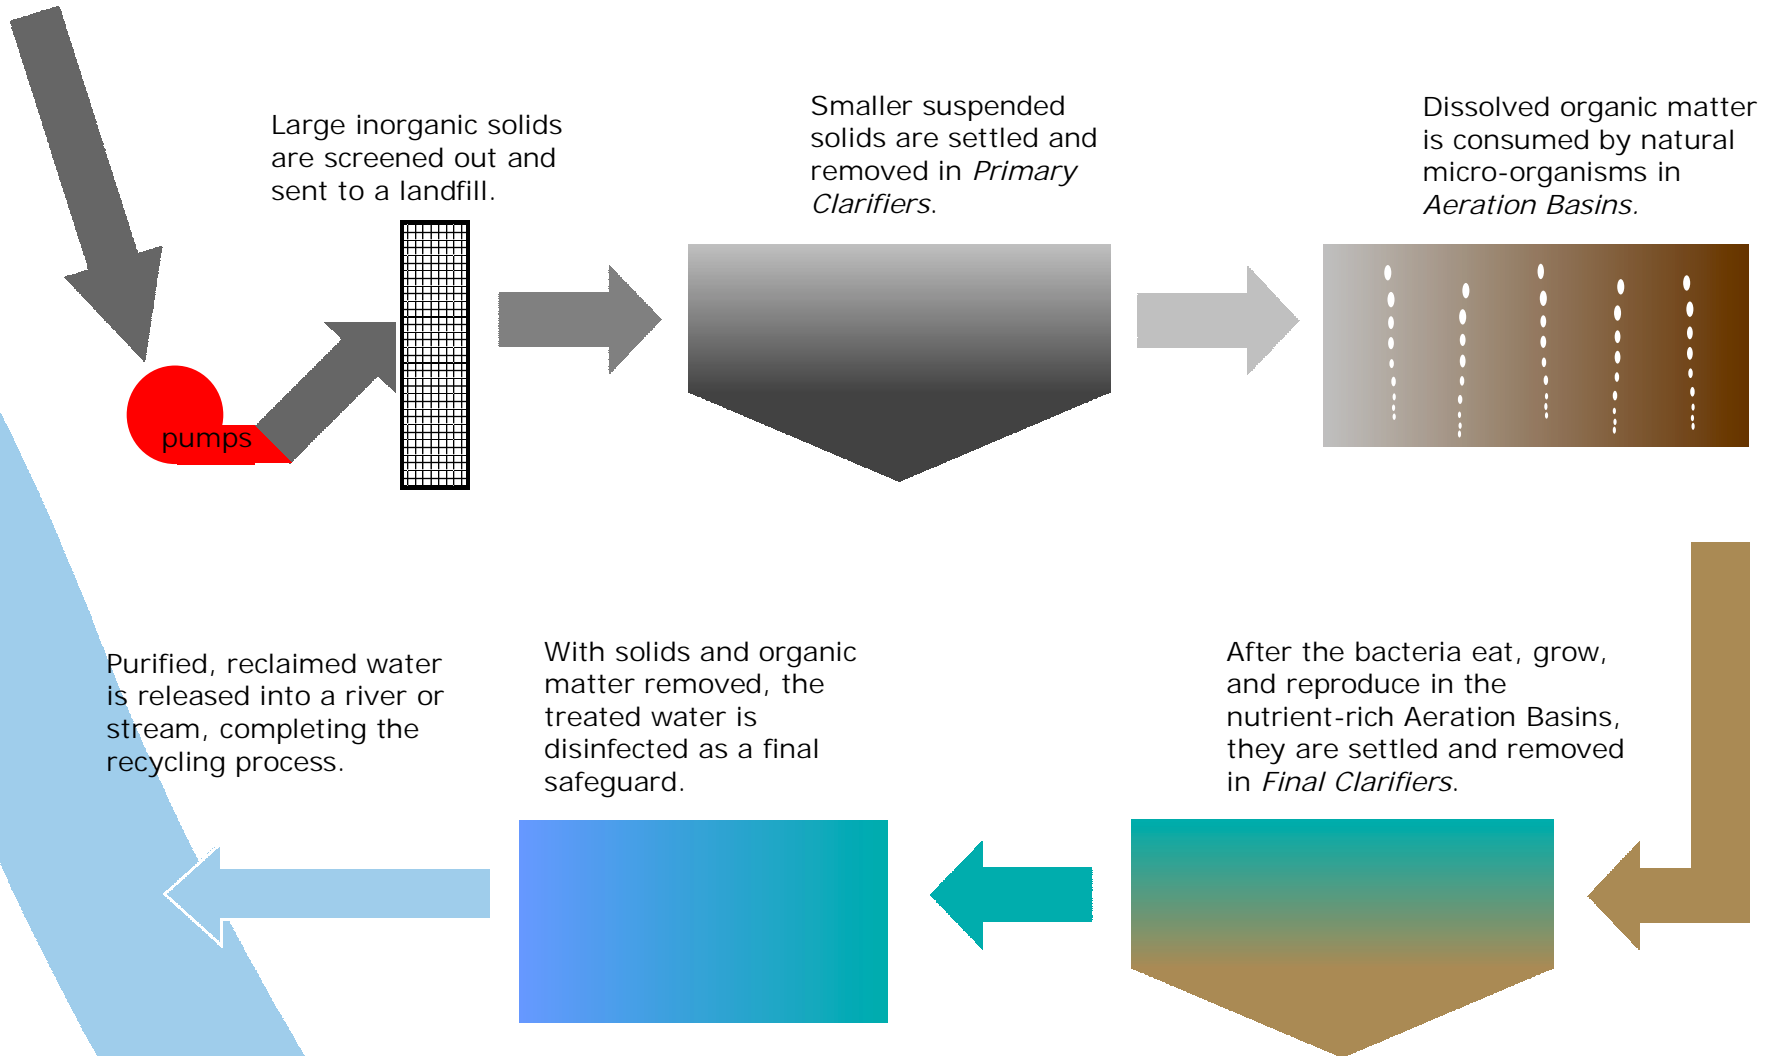 Large inorganic solids
are screened out and
sent to a landfill.
Smaller suspended
solids are settled and
removed in Primary
Clarifiers.
Dissolved organic matter
is consumed by natural
micro-organisms in
Aeration Basins.
pumps
Purified, reclaimed water
is released into a river or
stream, completing the
recycling process.
With solids and organic
matter removed, the
treated water is
disinfected as a final
safeguard.
After the bacteria eat, grow,
and reproduce in the
nutrient-rich Aeration Basins,
they are settled and removed
in Final Clarifiers.